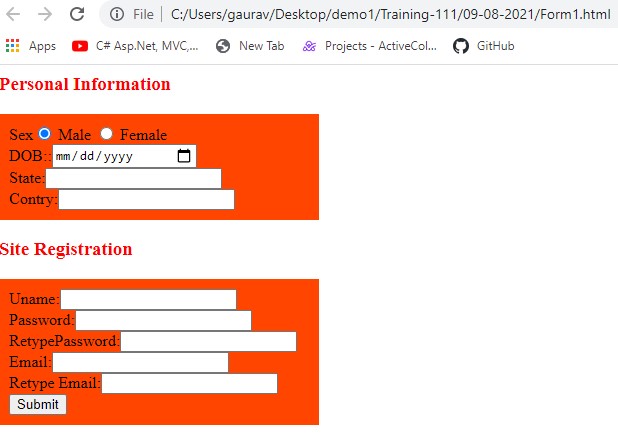 File | C:/Users/gaurav/Desktop/demo1/Training-111/09-08-2021/Form1.html
Apps C# Asp.Net, MVC,... New Tab Projects - ActiveCol... GitHub
Personal Information
Sex Male Female
DOB:: mm/dd/yyyy
State:
Contry:
Site Registration
Uname:
Password:
RetypePassword:
Email:
Retype Email:
Submit